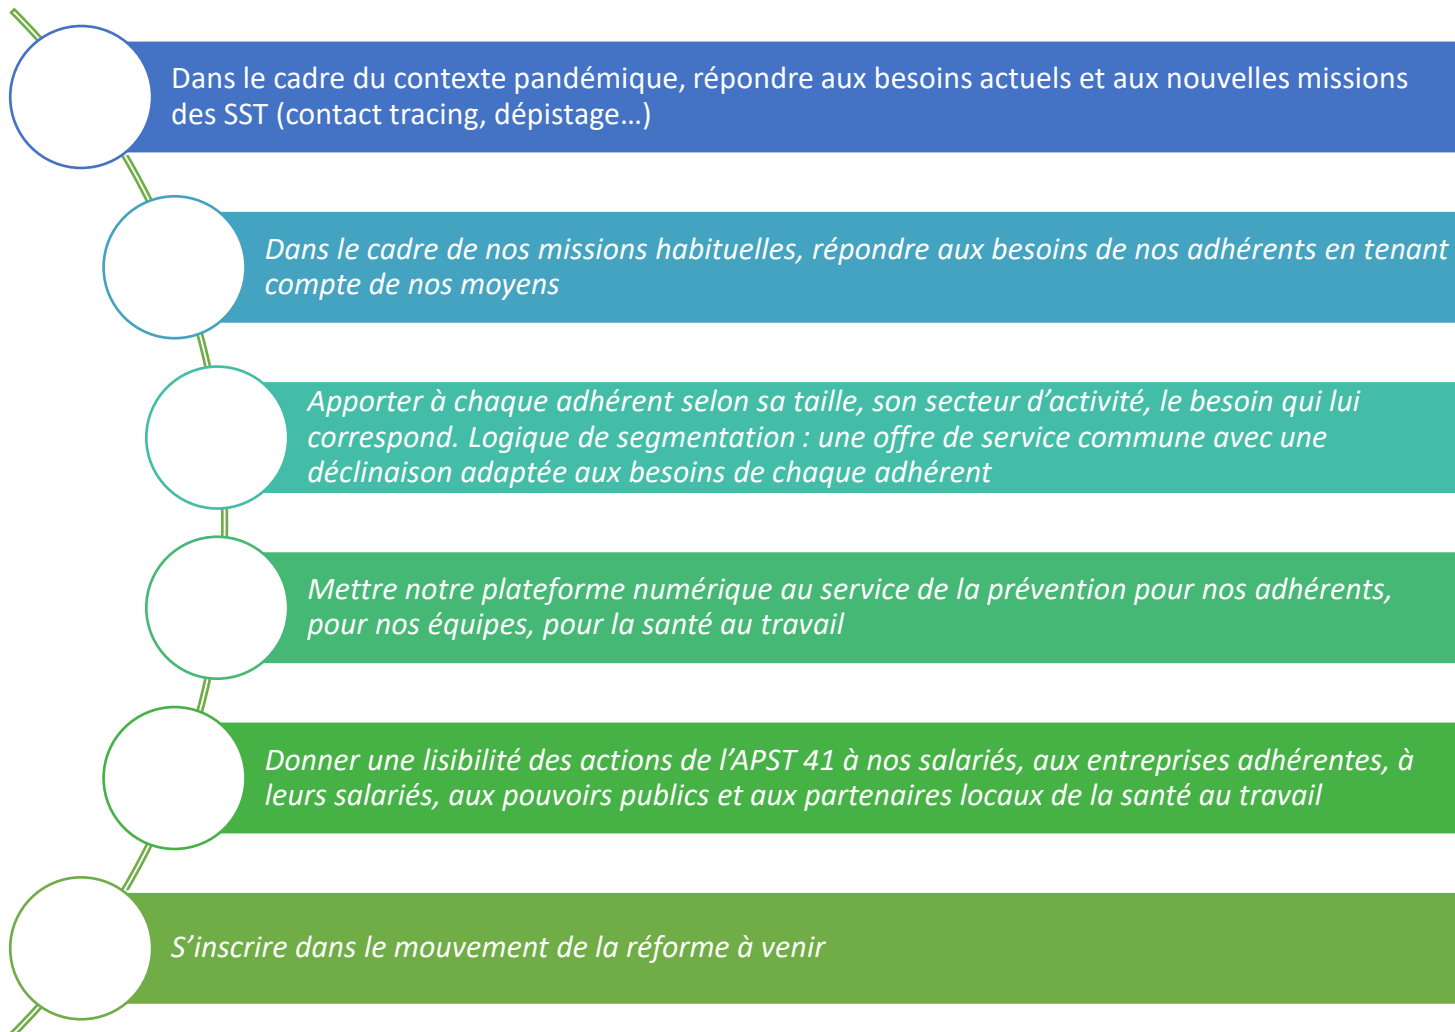 Dans le cadre du contexte pandémique, répondre aux besoins actuels et aux nouvelles missions
des SST (contact tracing, dépistage…)
Dans le cadre de nos missions habituelles, répondre aux besoins de nos adhérents en tenant
compte de nos moyens
Apporter à chaque adhérent selon sa taille, son secteur d’activité, le besoin qui lui
correspond. Logique de segmentation : une offre de service commune avec une
déclinaison adaptée aux besoins de chaque adhérent
Mettre notre plateforme numérique au service de la prévention pour nos adhérents,
pour nos équipes, pour la santé au travail
Donner une lisibilité des actions de l’APST 41 à nos salariés, aux entreprises adhérentes, à
leurs salariés, aux pouvoirs publics et aux partenaires locaux de la santé au travail
S’inscrire dans le mouvement de la réforme à venir